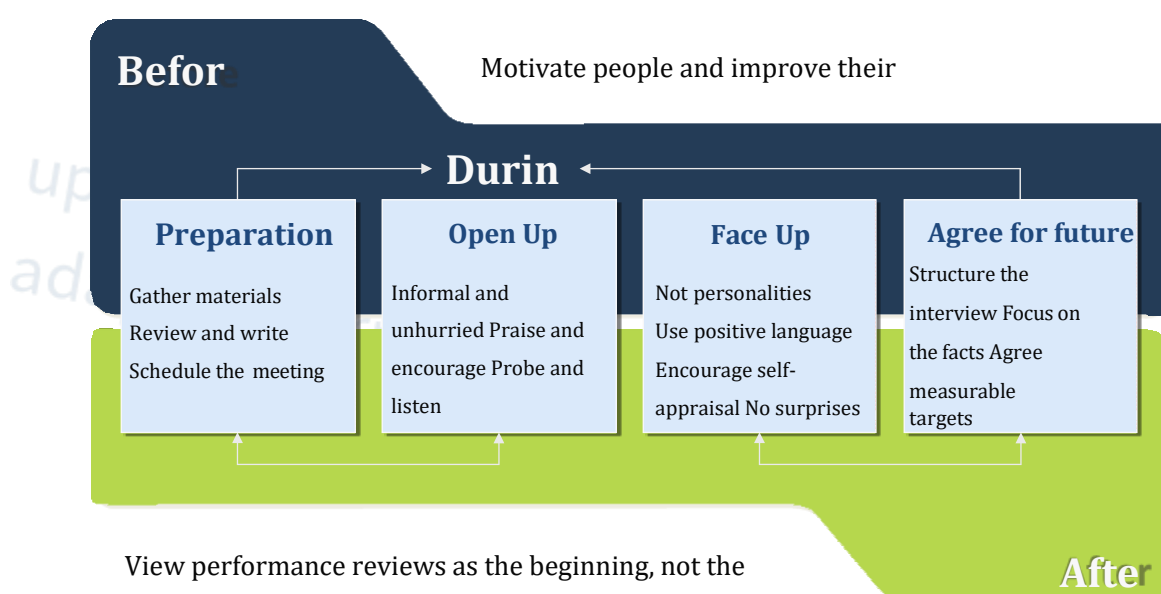 Before
Motivate people and improve their
Durin
Preparation
Gather materials
Review and write
Schedule the meeting
Open Up
Informal and
unhurried Praise and
encourage Probe and
listen
Face Up
Not personalities
Use positive language
Encourage self-
appraisal No surprises
Agree for future
Structure the
interview Focus on
the facts Agree
measurable
targets
View performance reviews as the beginning, not the
After
up